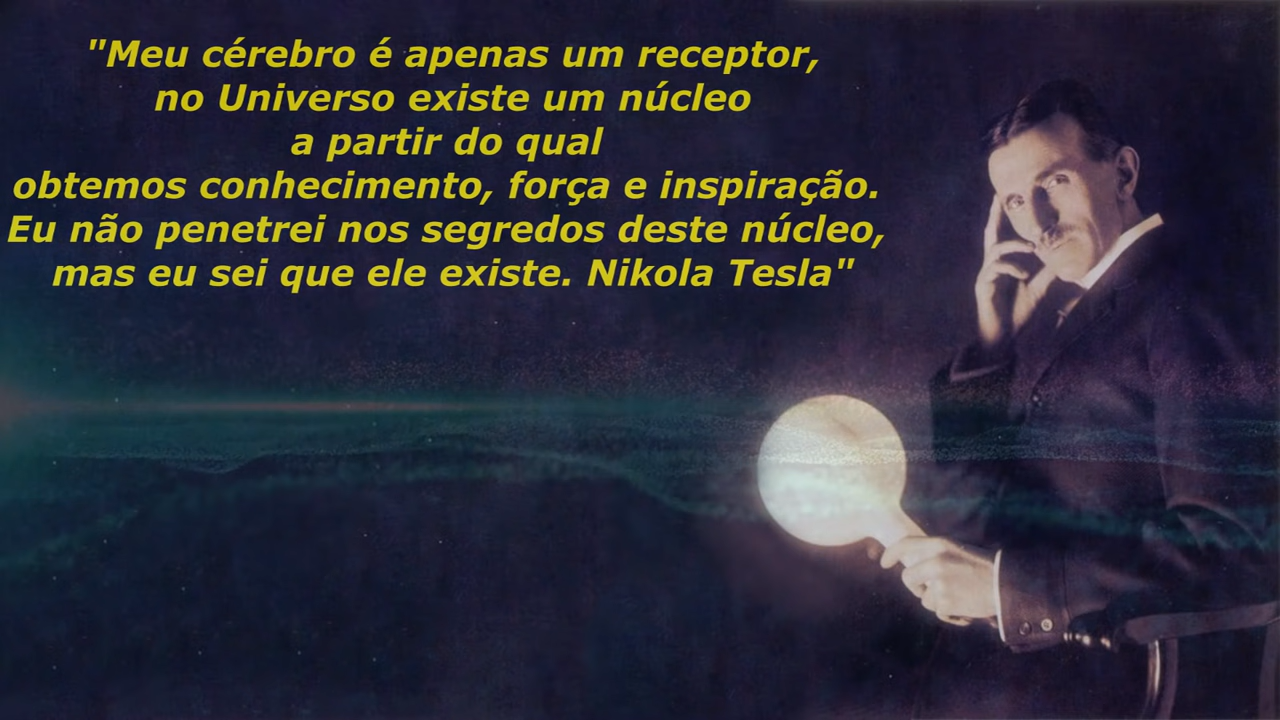 "Meu cérebro é apenas um receptor,
no Universo existe um núcleo
a partir do qual
obtemos conhecimento, força e inspiração.
Eu não penetrei nos segredos deste núcleo,
mas eu sei que ele existe. Nikola Tesla"